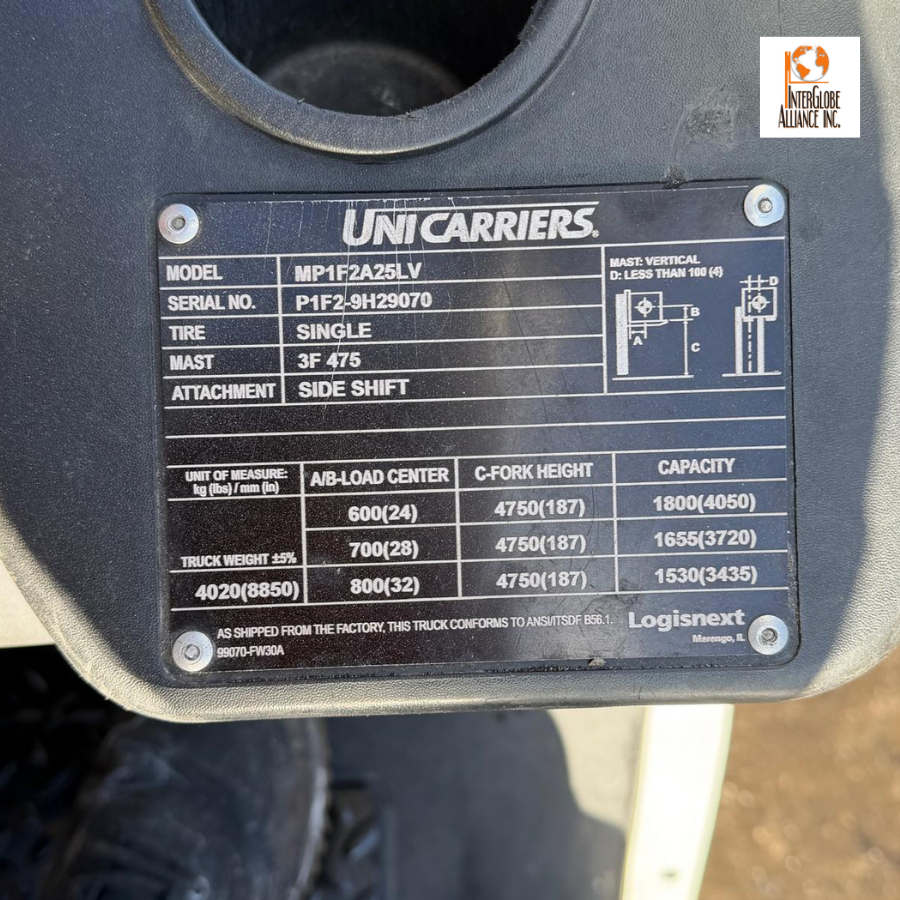 INTERGLOBE
ALLIANCE INC.
UNICARRIERS®
MODEL MP1F2A25LV
SERIAL NO. P1F2-9H29070
TIRE SINGLE
MAST 3F 475
ATTACHMENT SIDE SHIFT
MAST: VERTICAL
D: LESS THAN 100 (4)
D
B
A
C
UNIT OF MEASURE:
kg (lbs) / mm (in)
A/B-LOAD CENTER C-FORK HEIGHT CAPACITY
600(24) 4750(187) 1800(4050)
700(28) 4750(187) 1655(3720)
TRUCK WEIGHT ±5%
4020(8850) 800(32) 4750(187) 1530(3435)
AS SHIPPED FROM THE FACTORY, THIS TRUCK CONFORMS TO ANSI/ITSDF B56.1.
99070-FW30A
Logisnext
Marengo, IL